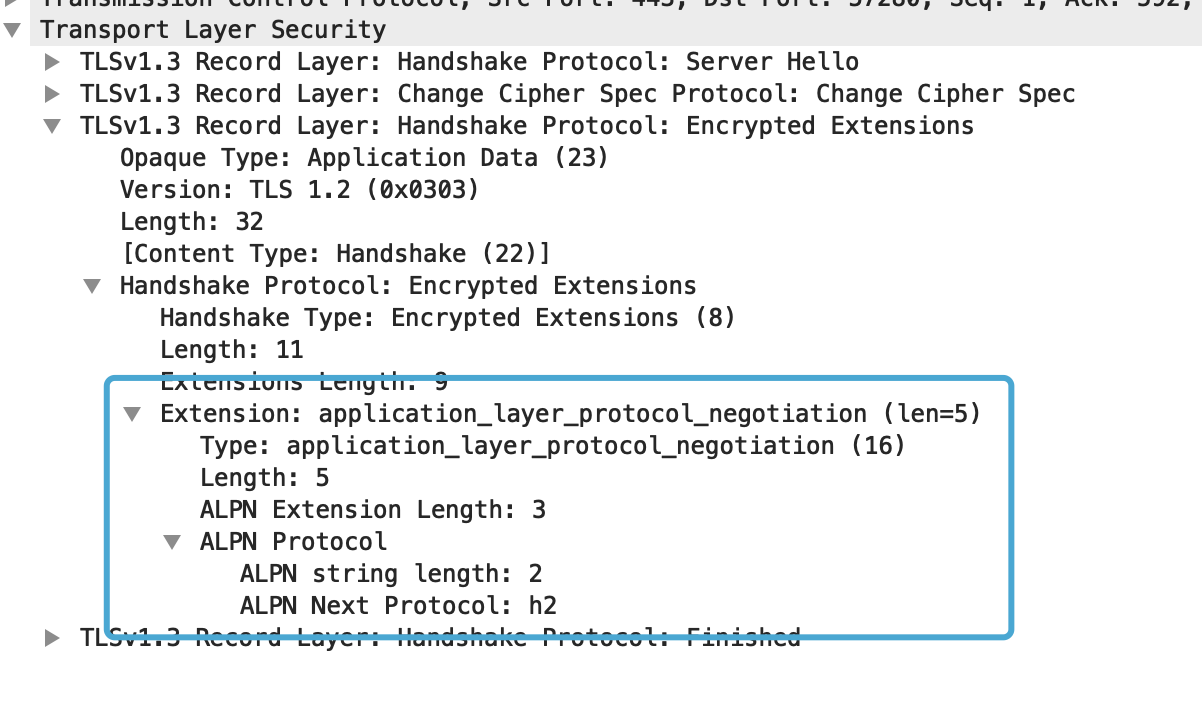 Transmission Control Protocol, Src Port: 443, Dst Port: 57280, Seq: 1, Ack: 592,
Transport Layer Security
TLSv1.3 Record Layer: Handshake Protocol: Server Hello
TLSv1.3 Record Layer: Change Cipher Spec Protocol: Change Cipher Spec
TLSv1.3 Record Layer: Handshake Protocol: Encrypted Extensions
Opaque Type: Application Data (23)
Version: TLS 1.2 (0x0303)
Length: 32
[Content Type: Handshake (22)]
Handshake Protocol: Encrypted Extensions
Handshake Type: Encrypted Extensions (8)
Length: 11
Extensions Length: 9
Extension: application_layer_protocol_negotiation (len=5)
Type: application_layer_protocol_negotiation (16)
Length: 5
ALPN Extension Length: 3
ALPN Protocol
ALPN string length: 2
ALPN Next Protocol: h2
TLSv1.3 Record Layer: Handshake Protocol: Finished